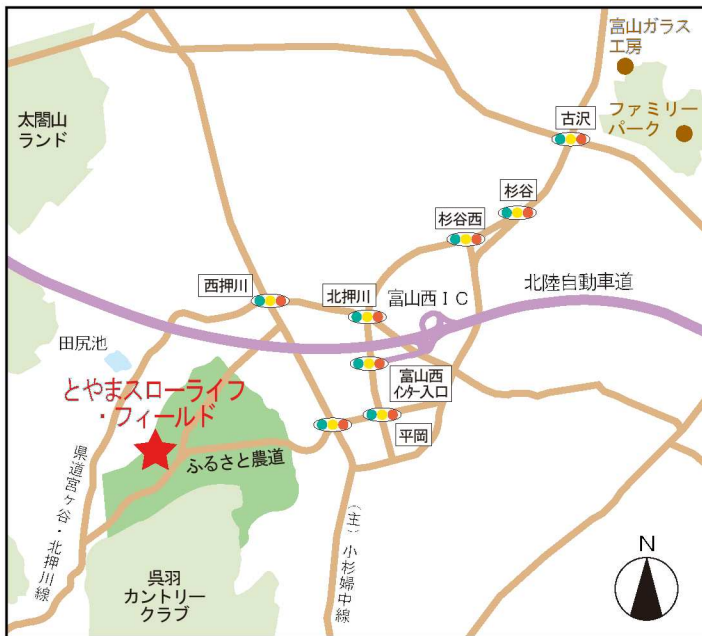 富山ガラス
工房
太閤山
ランド
古沢
ファミリー
パーク
杉谷
杉谷西
西押川
北押川
富山西ＩＣ
北陸自動車道
田尻池
とやまスローライフ
・フィールド
富山西
インター入口
平岡
ふるさと農道
県道宮ヶ谷・北押川線
（主）小杉婦中線
呉羽
カントリー
クラブ
N